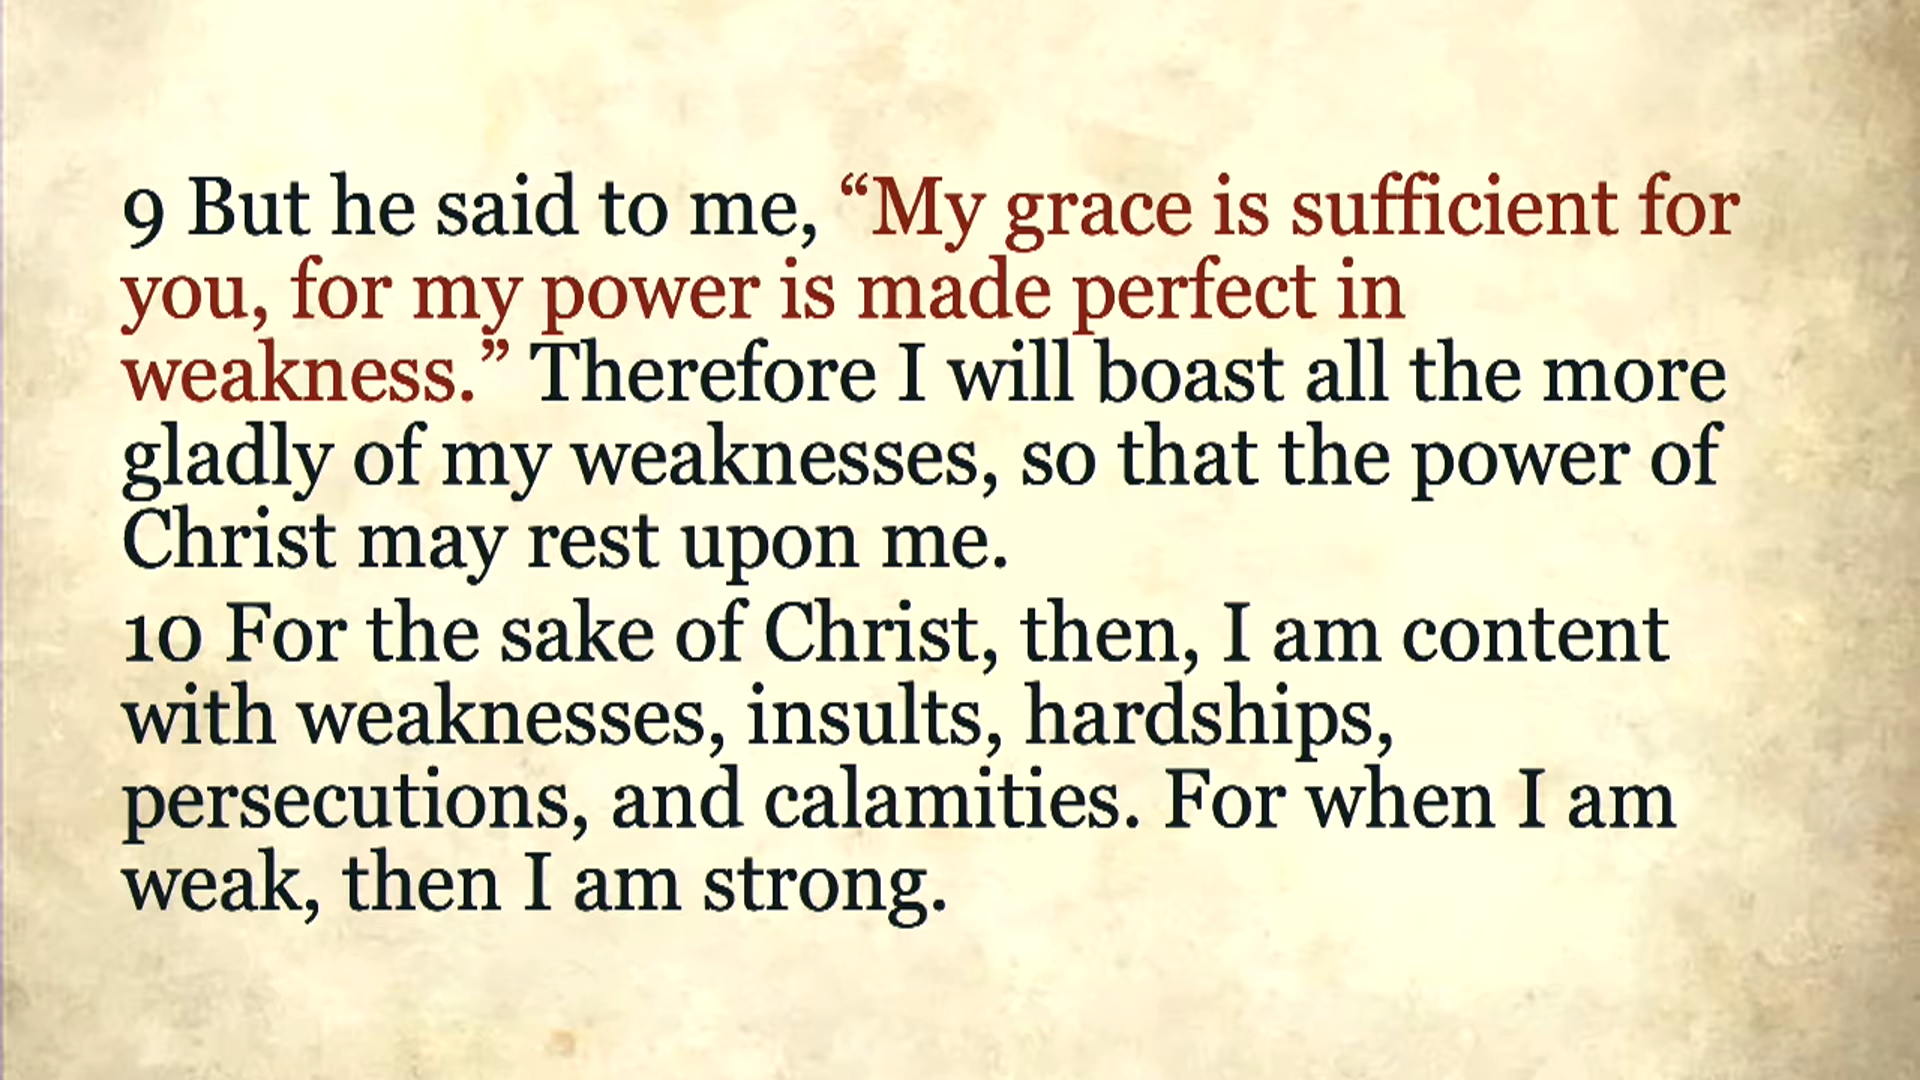 9 But he said to me, “My grace is sufficient for
you, for my power is made perfect in
weakness.” Therefore I will boast all the more
gladly of my weaknesses, so that the power of
Christ may rest upon me.
10 For the sake of Christ, then, I am content
with weaknesses, insults, hardships,
persecutions, and calamities. For when I am
weak, then I am strong.